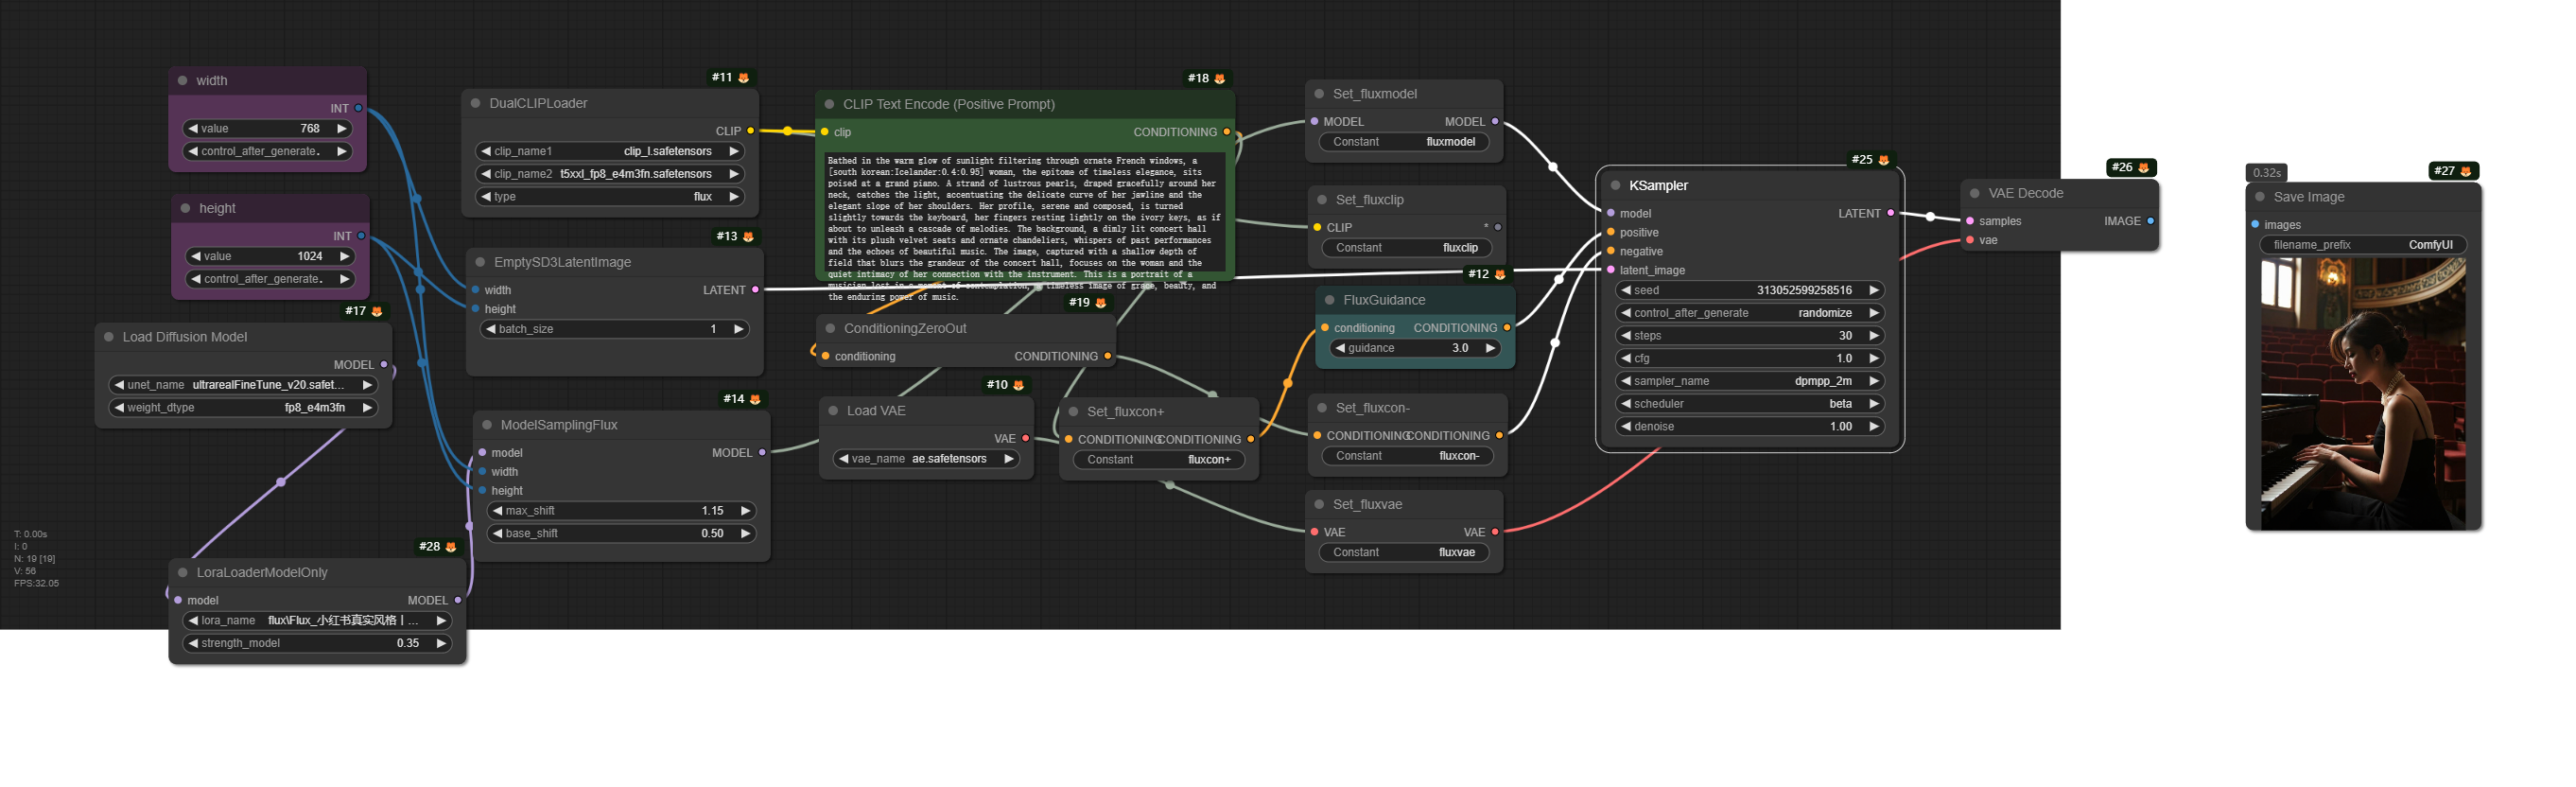 width
INT
value 768
control_after_generate.
height
INT
value 1024
control_after_generate.
#17
Load Diffusion Model
MODEL
unet_name ultrarealFineTune_v20.safet...
weight_dtype fp8_e4m3fn
T: 0.00s
I: 0
N: 19 [19]
V: 56
FPS:32.05
#28
LoraLoaderModelOnly
model MODEL
lora_name flux\Flux_小红书真实风格丨...
strength_model 0.35
#11
DualCLIPLoader
CLIP
clip_name1 clip_l.safetensors
clip_name2 t5xxl_fp8_e4m3fn.safetensors
type flux
#13
EmptySD3LatentImage
width LATENT
height
batch_size 1
#14
ModelSamplingFlux
model MODEL
width
height
max_shift 1.15
base_shift 0.50
#18
CLIP Text Encode (Positive Prompt)
clip CONDITIONING
Bathed in the warm glow of sunlight filtering through ornate French windows, a
[south korean:Icelander:0.4:0.95] woman, the epitome of timeless elegance, sits
poised at a grand piano. A strand of lustrous pearls, draped gracefully around her
neck, catches the light, accentuating the delicate curve of her jawline and the
elegant slope of her shoulders. Her profile, serene and composed, is turned
slightly towards the keyboard, her fingers resting lightly on the ivory keys, as if
about to unleash a cascade of melodies. The background, a dimly lit concert hall
with its plush velvet seats and ornate chandeliers, whispers of past performances
and the echoes of beautiful music. The image, captured with a shallow depth of
field that blurs the grandeur of the concert hall, focuses on the woman and the
quiet intimacy of her connection with the instrument. This is a portrait of a
musician lost in a moment of contemplation, a timeless image of grace, beauty, and
the enduring power of music.
#19
ConditioningZeroOut
conditioning CONDITIONING
#10
Load VAE
VAE
vae_name ae.safetensors
Set_fluxcon+
CONDITIONING CONDITIONING
Constant fluxcon+
Set_fluxmodel
MODEL MODEL
Constant fluxmodel
Set_fluxclip
CLIP *
Constant fluxclip
#12
FluxGuidance
conditioning CONDITIONING
guidance 3.0
Set_fluxcon-
CONDITIONING CONDITIONING
Constant fluxcon-
Set_fluxvae
VAE VAE
Constant fluxvae
#25
KSampler
model LATENT
positive
negative
latent_image
seed 313052599258516
control_after_generate randomize
steps 30
cfg 1.0
sampler_name dpmpp_2m
scheduler beta
denoise 1.00
#26
VAE Decode
samples IMAGE
vae
0.32s #27
Save Image
images
filename_prefix ComfyUI